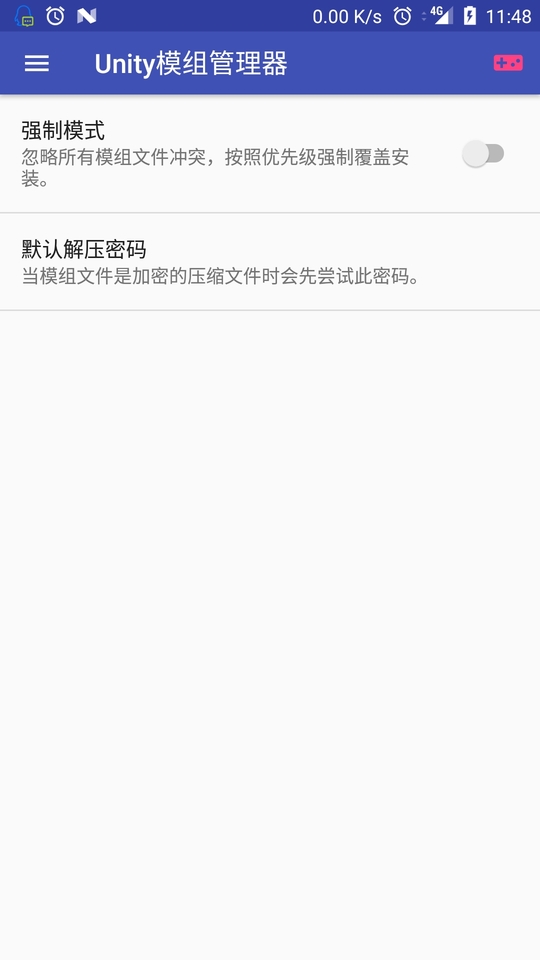 0.00 K/s 4G 11:48
Unity模组管理器
强制模式
忽略所有模组文件冲突，按照优先级强制覆盖安
装。
默认解压密码
当模组文件是加密的压缩文件时会先尝试此密码。